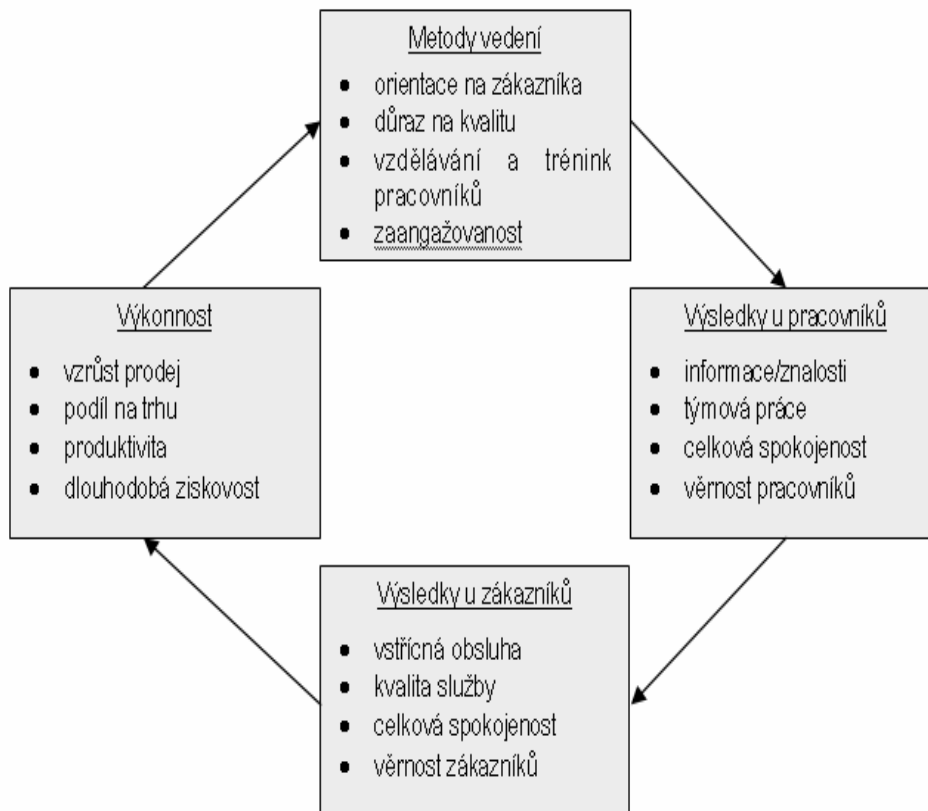 Metody vedení
• orientace na zákazníka
• důraz na kvalitu
• vzdělávání a trénink
pracovníků
• zaangažovanost
Výkonnost
• vzrůst prodej
• podíl na trhu
• produktivita
• dlouhodobá ziskovost
Výsledky u pracovníků
• informace/znalosti
• týmová práce
• celková spokojenost
• věrnost pracovníků
Výsledky u zákazníků
• vstřícná obsluha
• kvalita služby
• celková spokojenost
• věrnost zákazníků